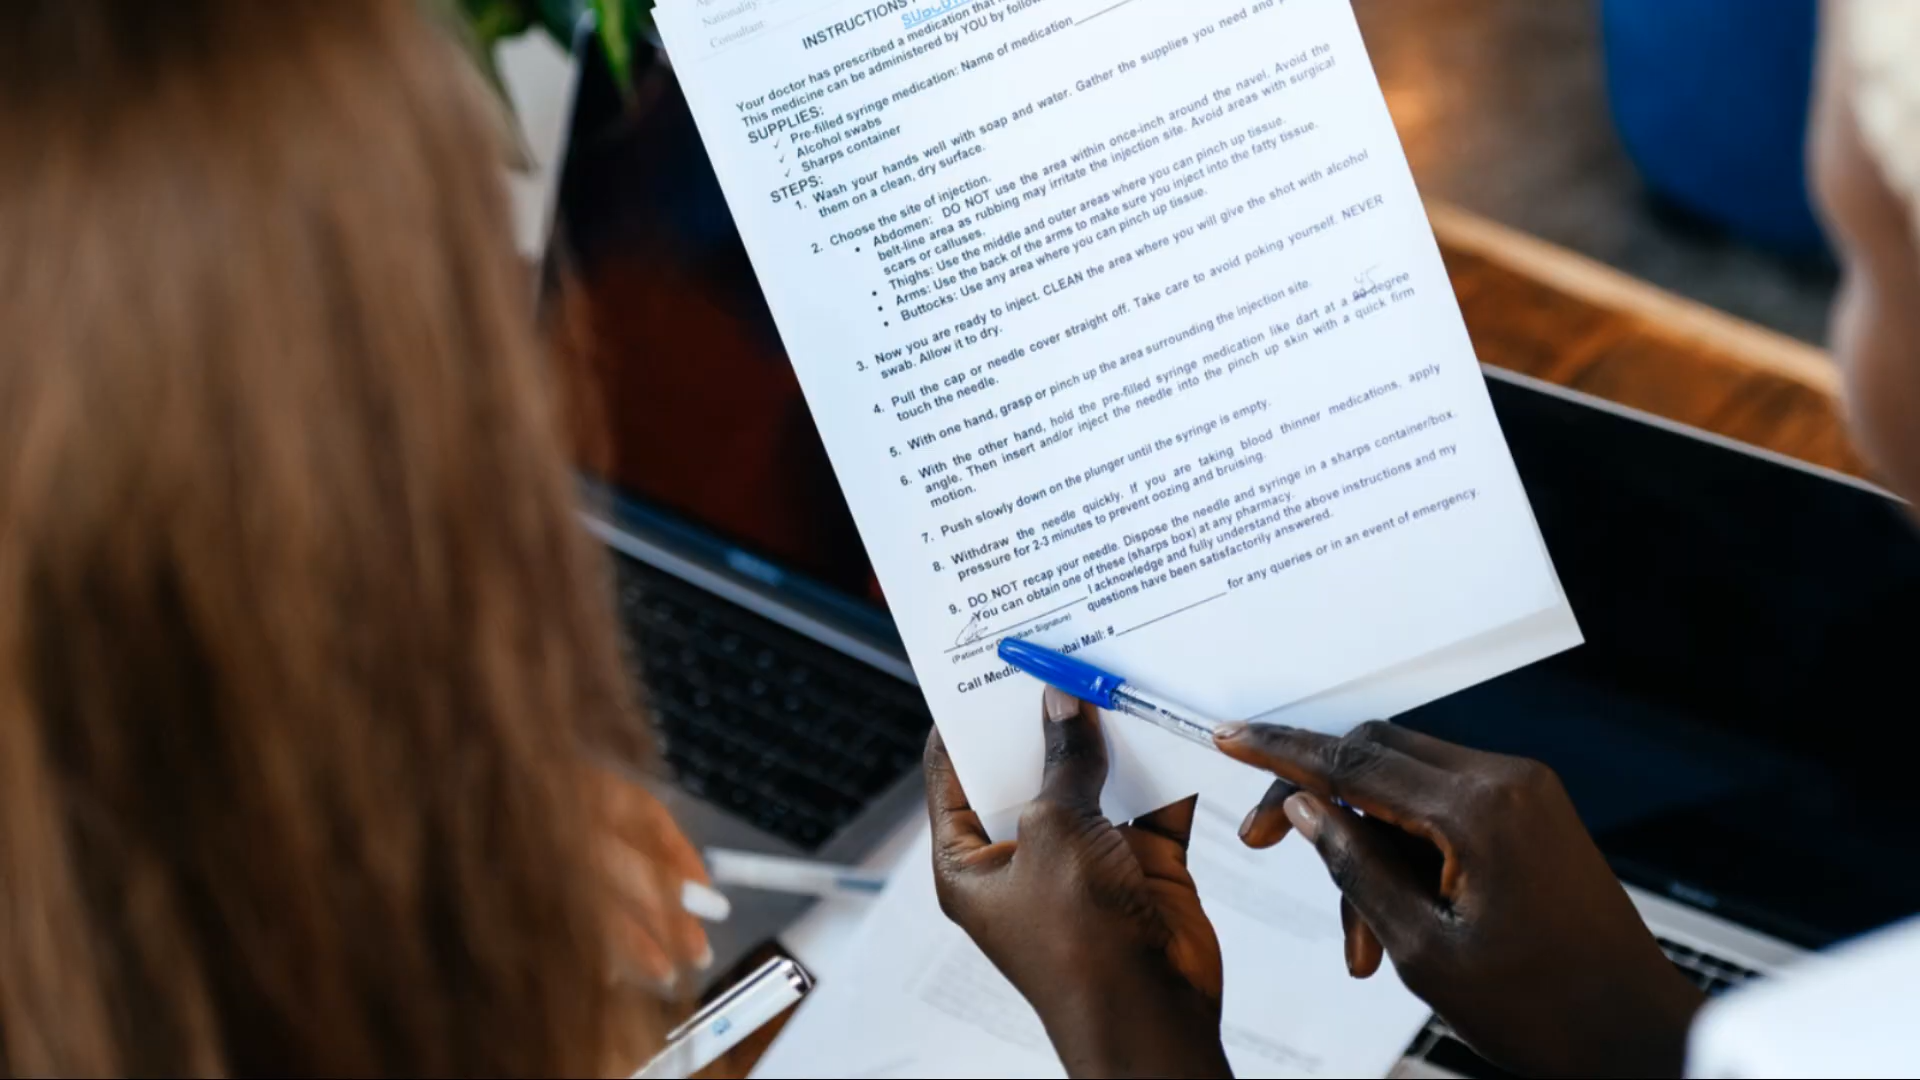 Nationality:
Consultant:
INSTRUCTIONS
Your doctor has prescribed a medication that
This medicine can be administered by YOU by
SUPPLIES:
✓ Pre-filled syringe medication: Name of medication
✓ Alcohol swabs
✓ Sharps container
STEPS:
1. Wash your hands well with soap and water. Gather the supplies you need and
them on a clean, dry surface.
2. Choose the site of injection.
• Abdomen: DO NOT use the area within once-inch around the navel. Avoid the
belt-line area as rubbing may irritate the injection site. Avoid areas with surgical
scars or calluses.
• Thighs: Use the middle and outer areas where you can pinch up tissue.
• Arms: Use the back of the arms to make sure you inject into the fatty tissue.
• Buttocks: Use any area where you can pinch up tissue.
3. Now you are ready to inject. CLEAN the area where you will give the shot with alcohol
swab. Allow it to dry.
4. Pull the cap or needle cover straight off. Take care to avoid poking yourself. NEVER
touch the needle.
5. With one hand, grasp or pinch up the area surrounding the injection site.
45
6. With the other hand, hold the pre-filled syringe medication like dart at a 90 degree
angle. Then insert and/or inject the needle into the pinch up skin with a quick firm
motion.
7. Push slowly down on the plunger until the syringe is empty.
8. Withdraw the needle quickly. If you are taking blood thinner medications, apply
pressure for 2-3 minutes to prevent oozing and bruising.
9. DO NOT recap your needle. Dispose the needle and syringe in a sharps container/box.
You can obtain one of these (sharps box) at any pharmacy.
I acknowledge and fully understand the above instructions and my
questions have been satisfactorily answered.
(Patient or Signature)
Call Mall: # for any queries or in an event of emergency.